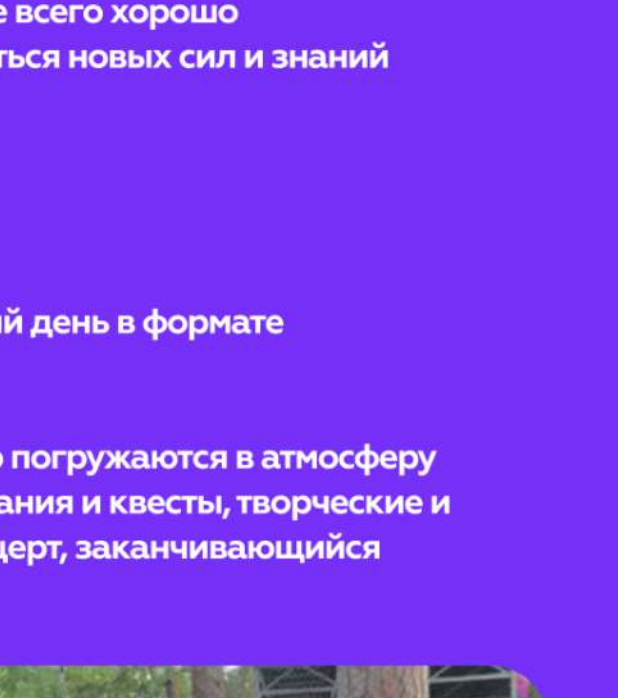 е всего хорошо
ться новых сил и знаний
й день в формате
о погружаются в атмосферу
ания и квесты, творческие и
церт, заканчивающийся